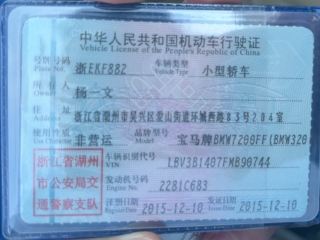 中华人民共和国机动车行驶证
Vehicle License of the People's Republic of China
号牌号码 浙EKF882 车辆类型 小型轿车
Plate No. Vehicle Type
所 有 人 杨一文
住 址 浙江省湖州市吴兴区爱山街道环城西路83号204室
使用性质 非营运 品牌型号 宝马牌BMW7200FF(BMW320
车辆识别代号 LBV3B1407FMB90744
VIN
发动机号码 2281C683
Engine No.
注册日期 2015-12-10 发证日期 2015-12-10
Register Date Issue Date
浙江省湖州
市公安局交
通警察支队